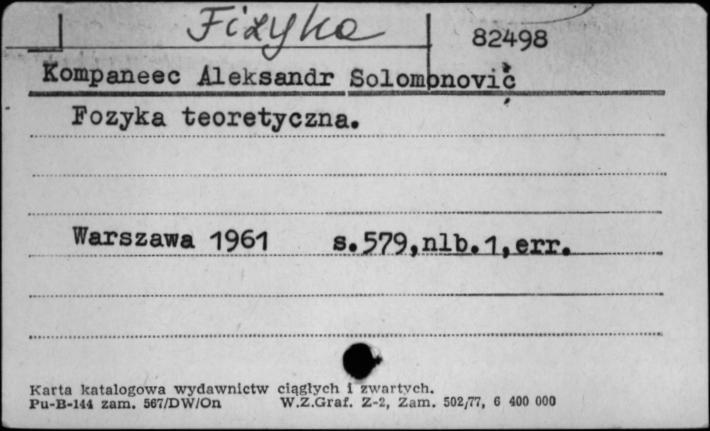 Fizyka
82498
Kompaneec Aleksandr Solomonovič
Fozyka teoretyczna.
Warszawa 1961 s.579,nlb.1,err.
Karta katalogowa wydawnictw ciągłych i zwartych.
Pu-B-144 zam. 567/DW/On W.Z.Graf. Z-2, Zam. 502/77, 6 400 000